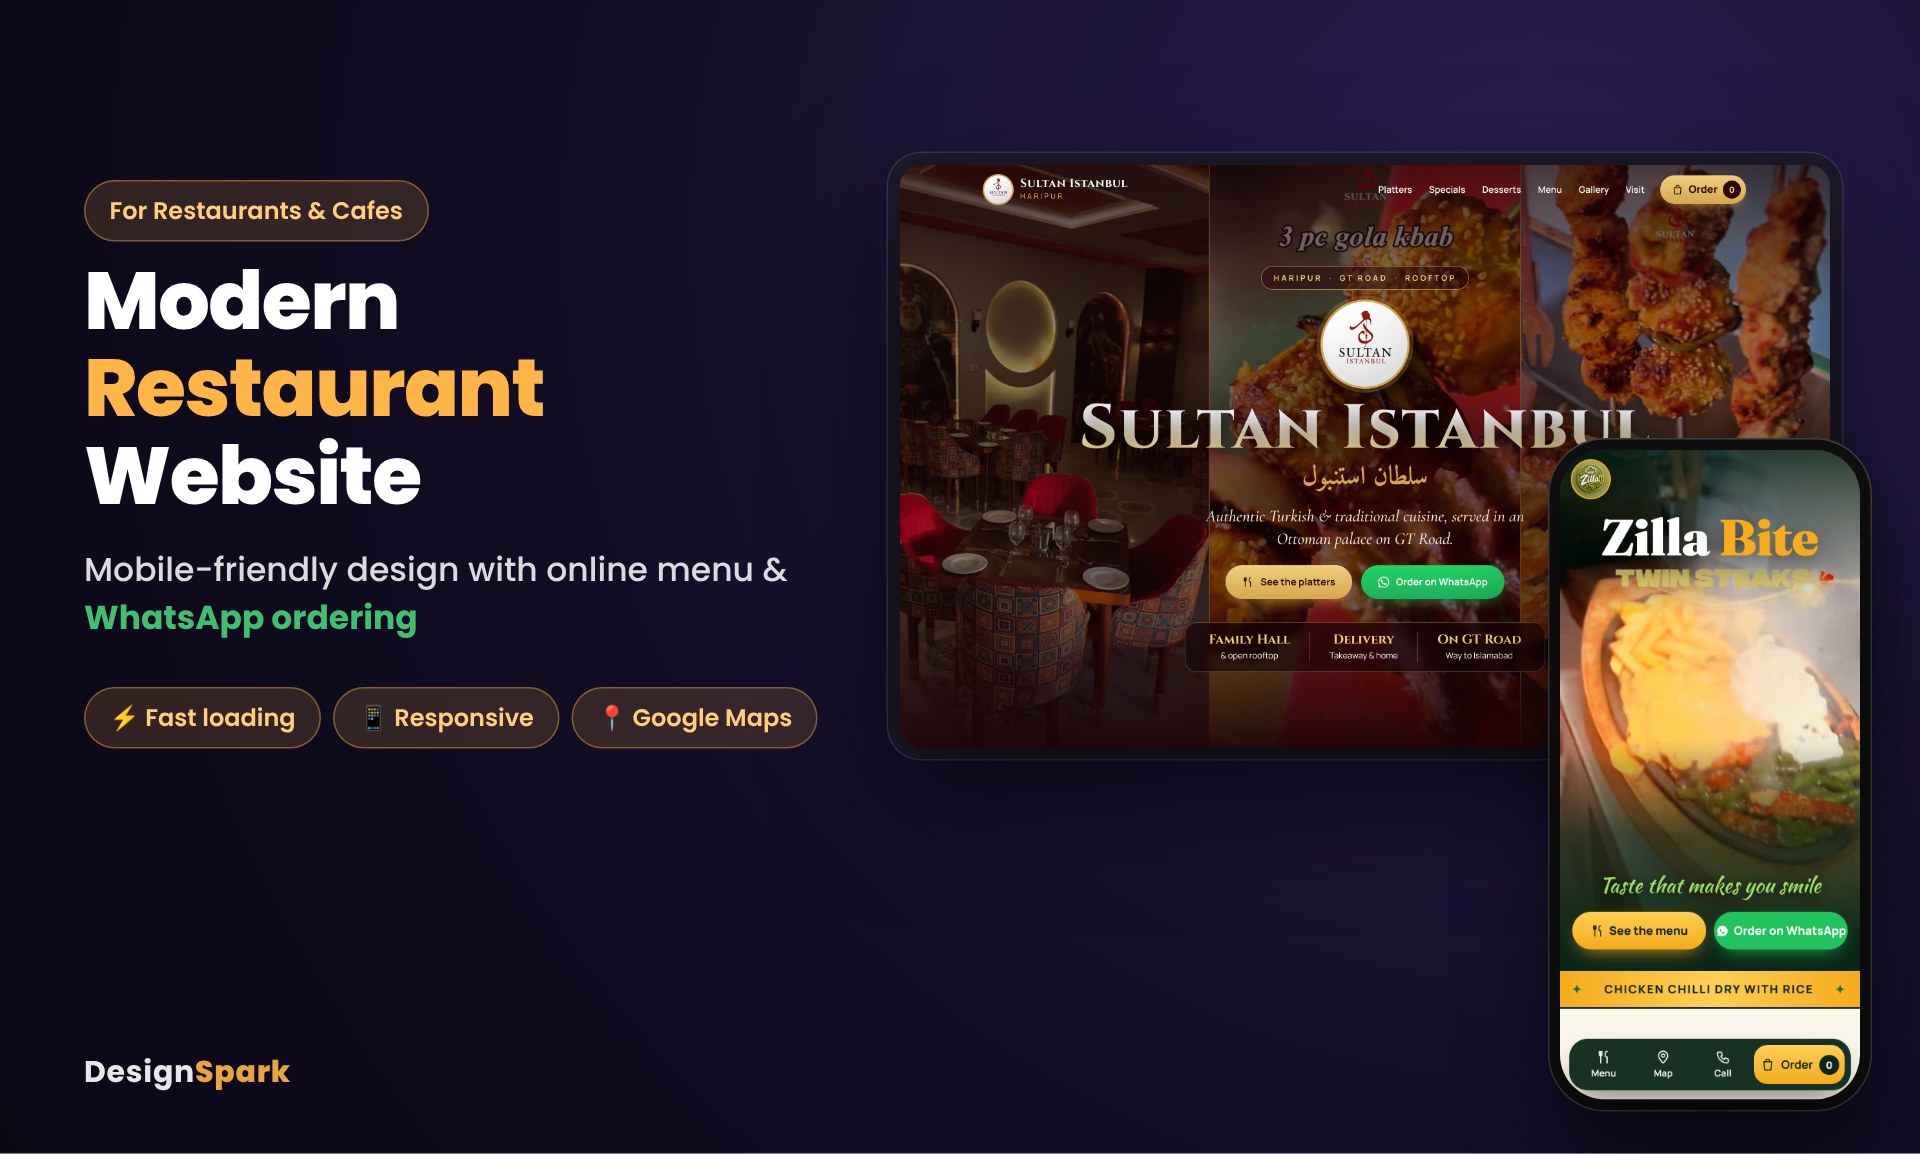 For Restaurants & Cafes
Modern
Restaurant
Website
Mobile-friendly design with online menu &
WhatsApp ordering
⚡ Fast loading
📱 Responsive
📍 Google Maps
DesignSpark
SULTAN ISTANBUL
HARIPUR
Platters Specials Desserts Menu Gallery Visit Order 0
SULTAN
SULTAN
3 pc gola kbab
HARIPUR · GT ROAD · ROOFTOP
SULTAN
ISTANBUL
SULTAN ISTANBUL
سلطان استنبول
Authentic Turkish & traditional cuisine, served in an
Ottoman palace on GT Road.
See the platters
Order on WhatsApp
FAMILY HALL
& open rooftop
DELIVERY
Takeaway & home
ON GT ROAD
Way to Islamabad
Zilla
Zilla Bite
TWIN STEAKS
Taste that makes you smile
See the menu
Order on WhatsApp
CHICKEN CHILLI DRY WITH RICE
Menu Map Call Order 0